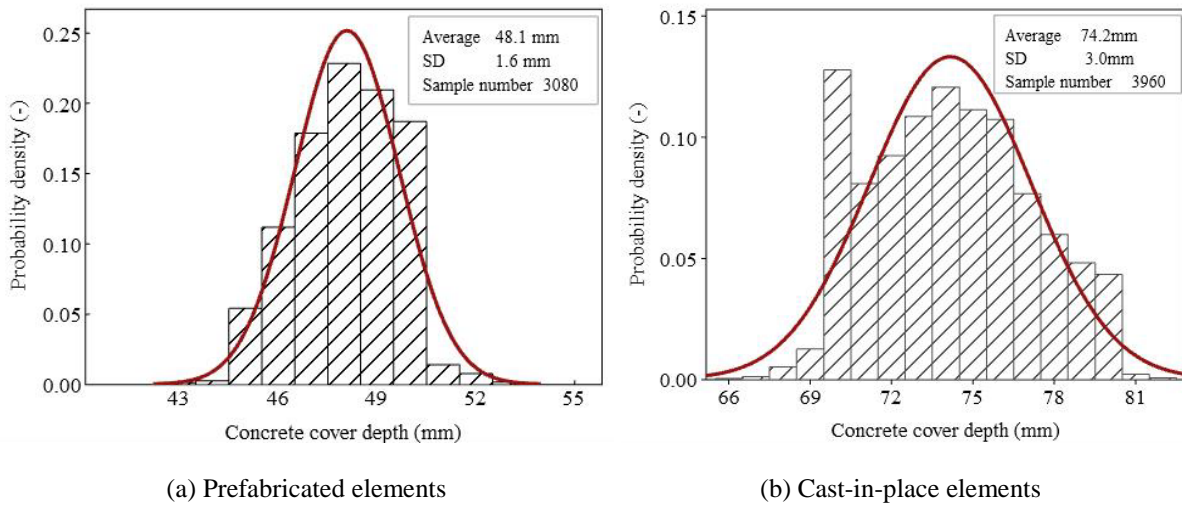 Average 48.1 mm
SD 1.6 mm
Sample number 3080
0.25
0.20
0.15
0.10
0.05
0.00
Probability density (-)
43 46 49 52 55
Concrete cover depth (mm)
(a) Prefabricated elements
Average 74.2mm
SD 3.0mm
Sample number 3960
0.15
0.10
0.05
0.00
Probability density (-)
66 69 72 75 78 81
Concrete cover depth (mm)
(b) Cast-in-place elements